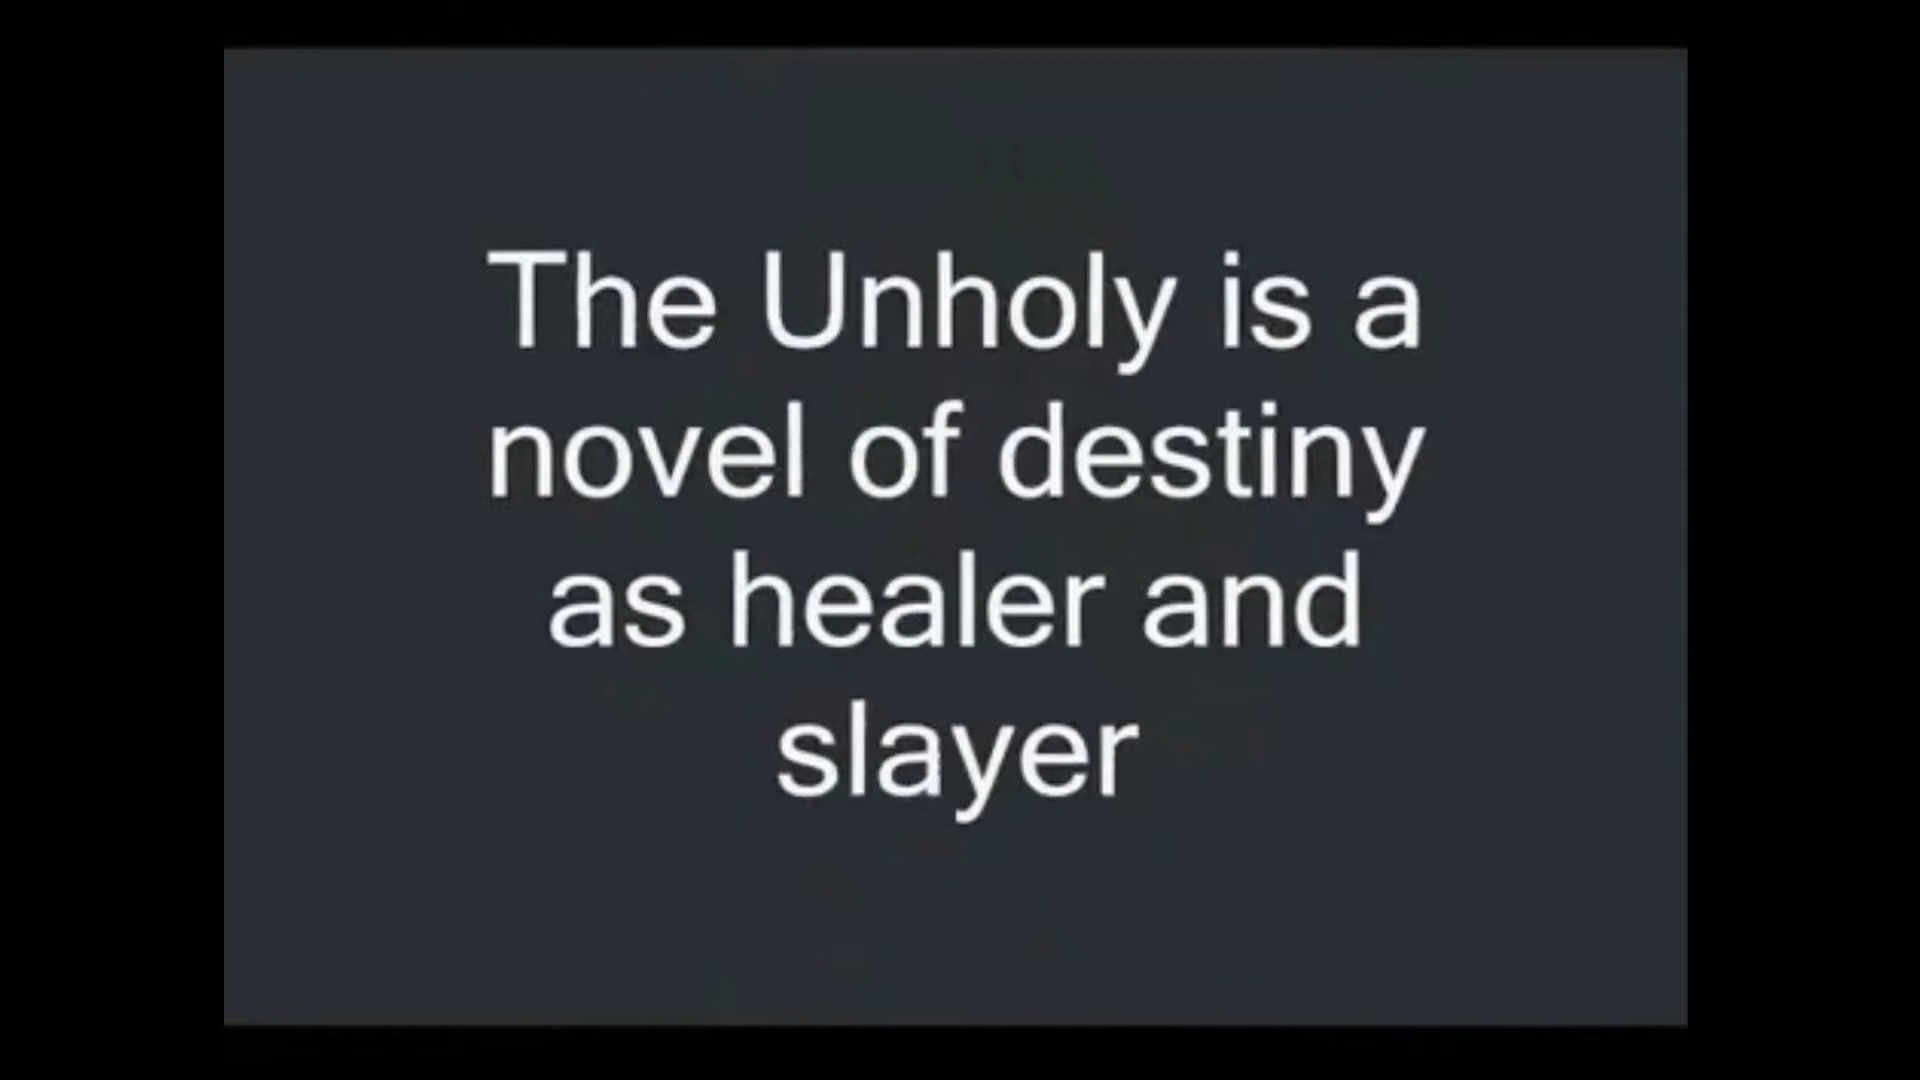 The Unholy is a
novel of destiny
as healer and
slayer